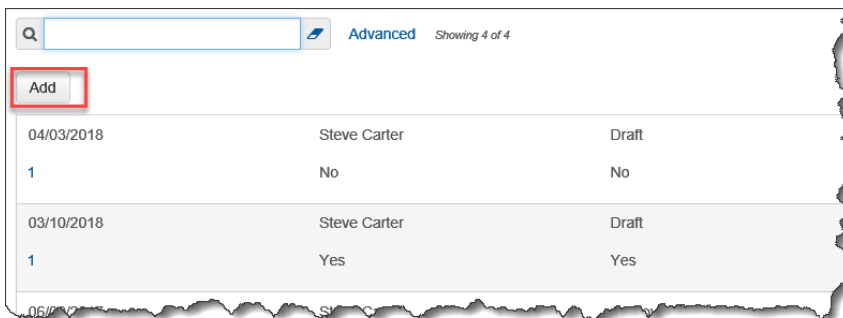 Advanced Showing 4 of 4
Add
04/03/2018 Steve Carter Draft
1 No No
03/10/2018 Steve Carter Draft
1 Yes Yes